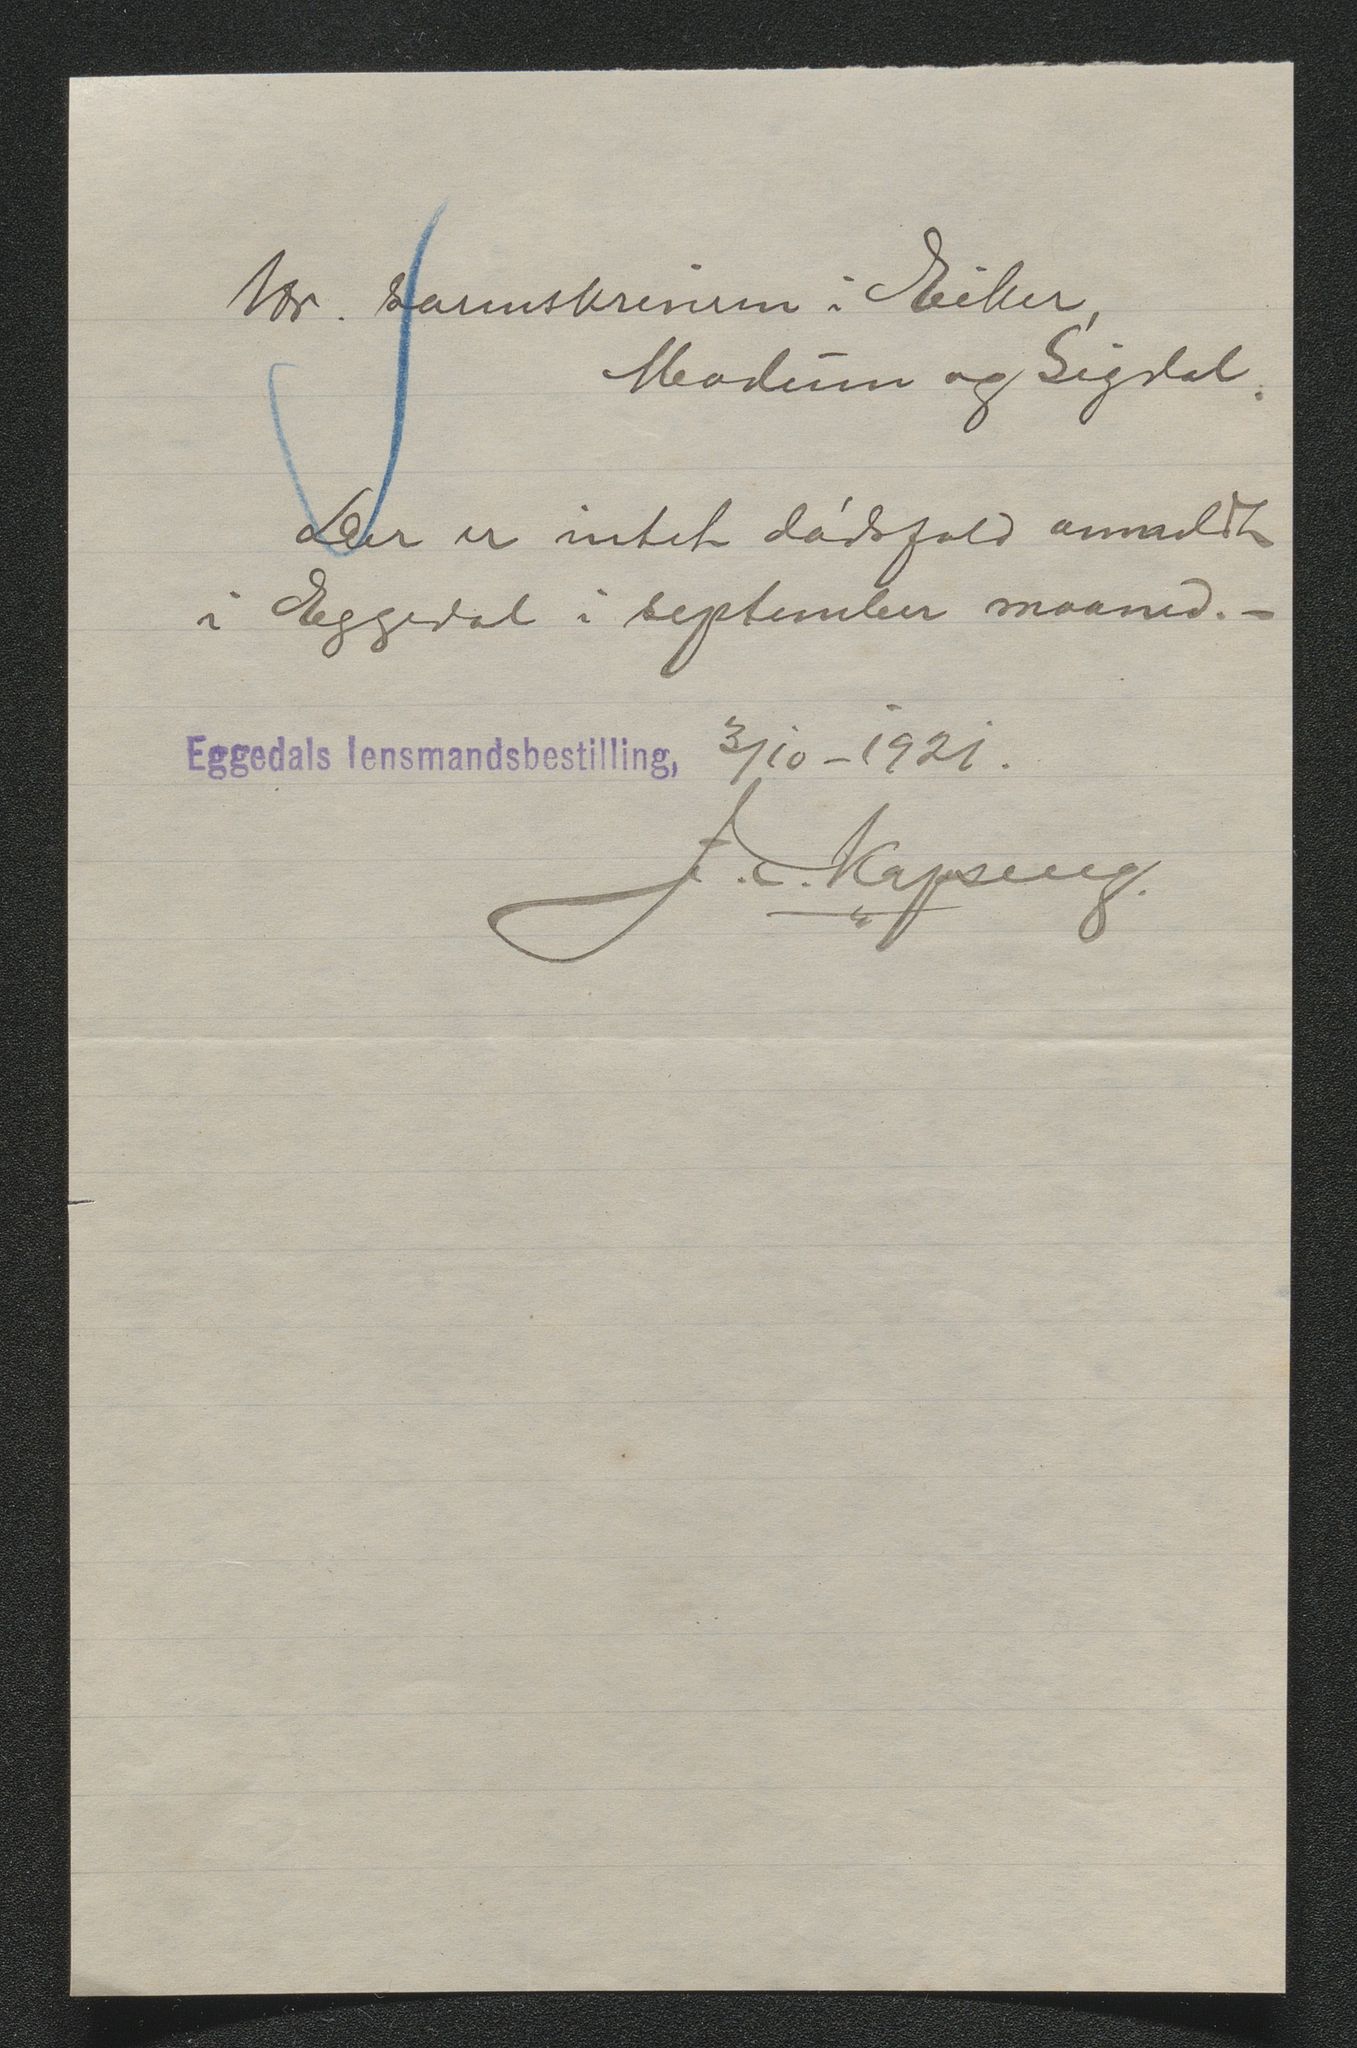 Hr. sorenskriveren i Eiker,
Modum og Sigdal.
Der er intet dødsfald anmeldt
i Eggedal i september maaned. -
Eggedals lensmandsbestilling, 3/10 - 1921.